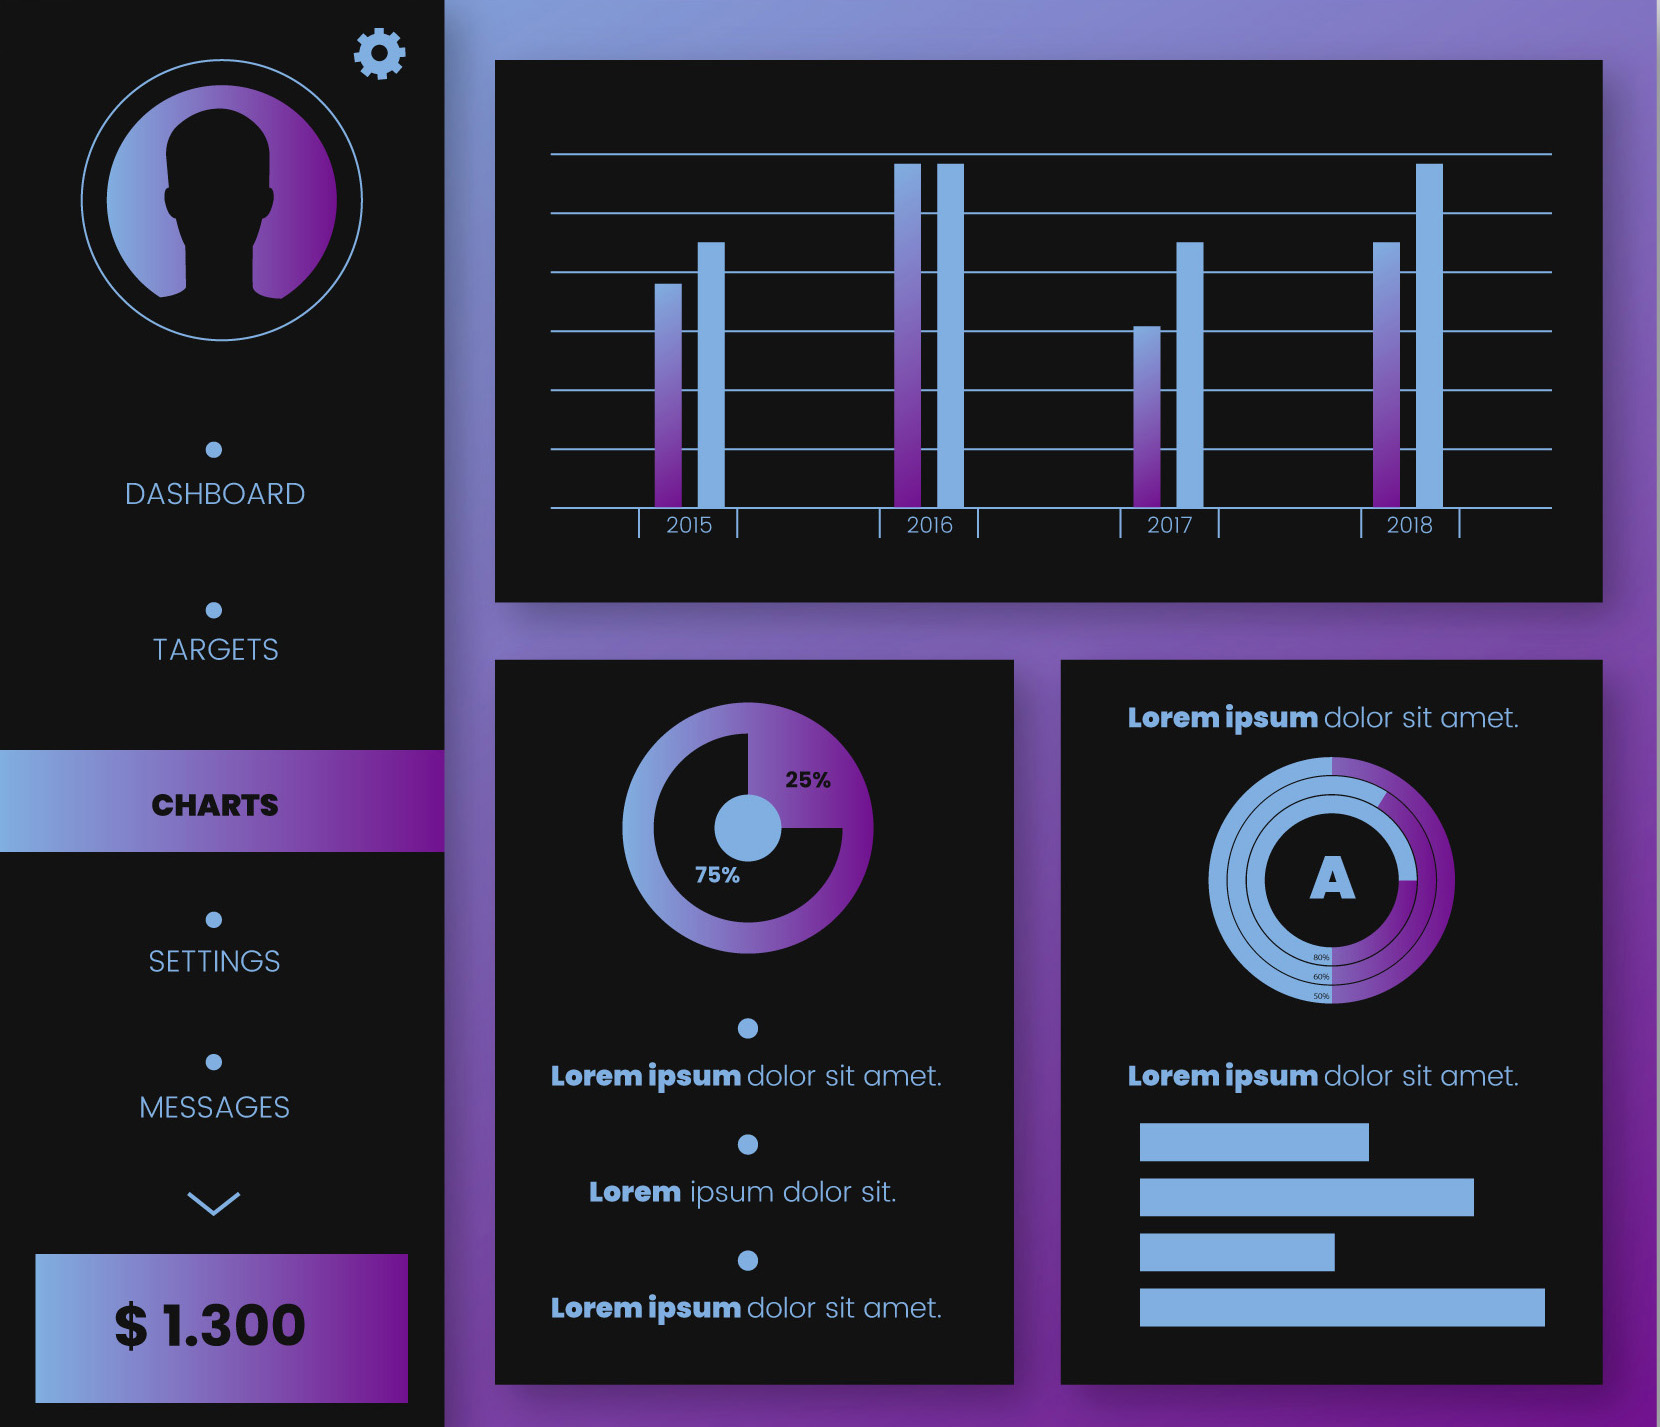 DASHBOARD
TARGETS
CHARTS
SETTINGS
MESSAGES
$ 1.300
2015 2016 2017 2018
25%
75%
Lorem ipsum dolor sit amet.
Lorem ipsum dolor sit.
Lorem ipsum dolor sit amet.
Lorem ipsum dolor sit amet.
A
80%
60%
50%
Lorem ipsum dolor sit amet.